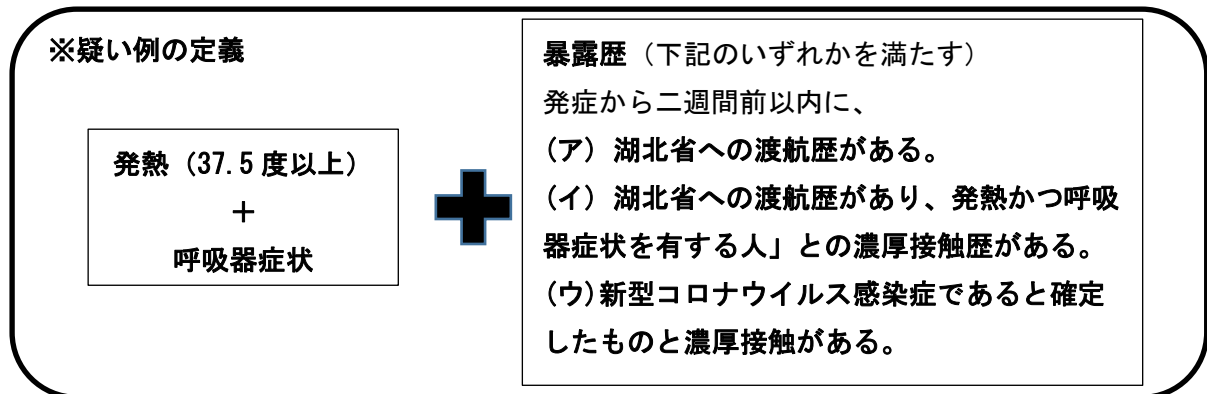 ※疑い例の定義
発熱（37.5度以上）
＋
呼吸器症状
暴露歴（下記のいずれかを満たす）
発症から二週間前以内に、
(ア) 湖北省への渡航歴がある。
(イ) 湖北省への渡航歴があり、発熱かつ呼吸
器症状を有する人」との濃厚接触歴がある。
(ウ)新型コロナウイルス感染症であると確定
したものと濃厚接触がある。